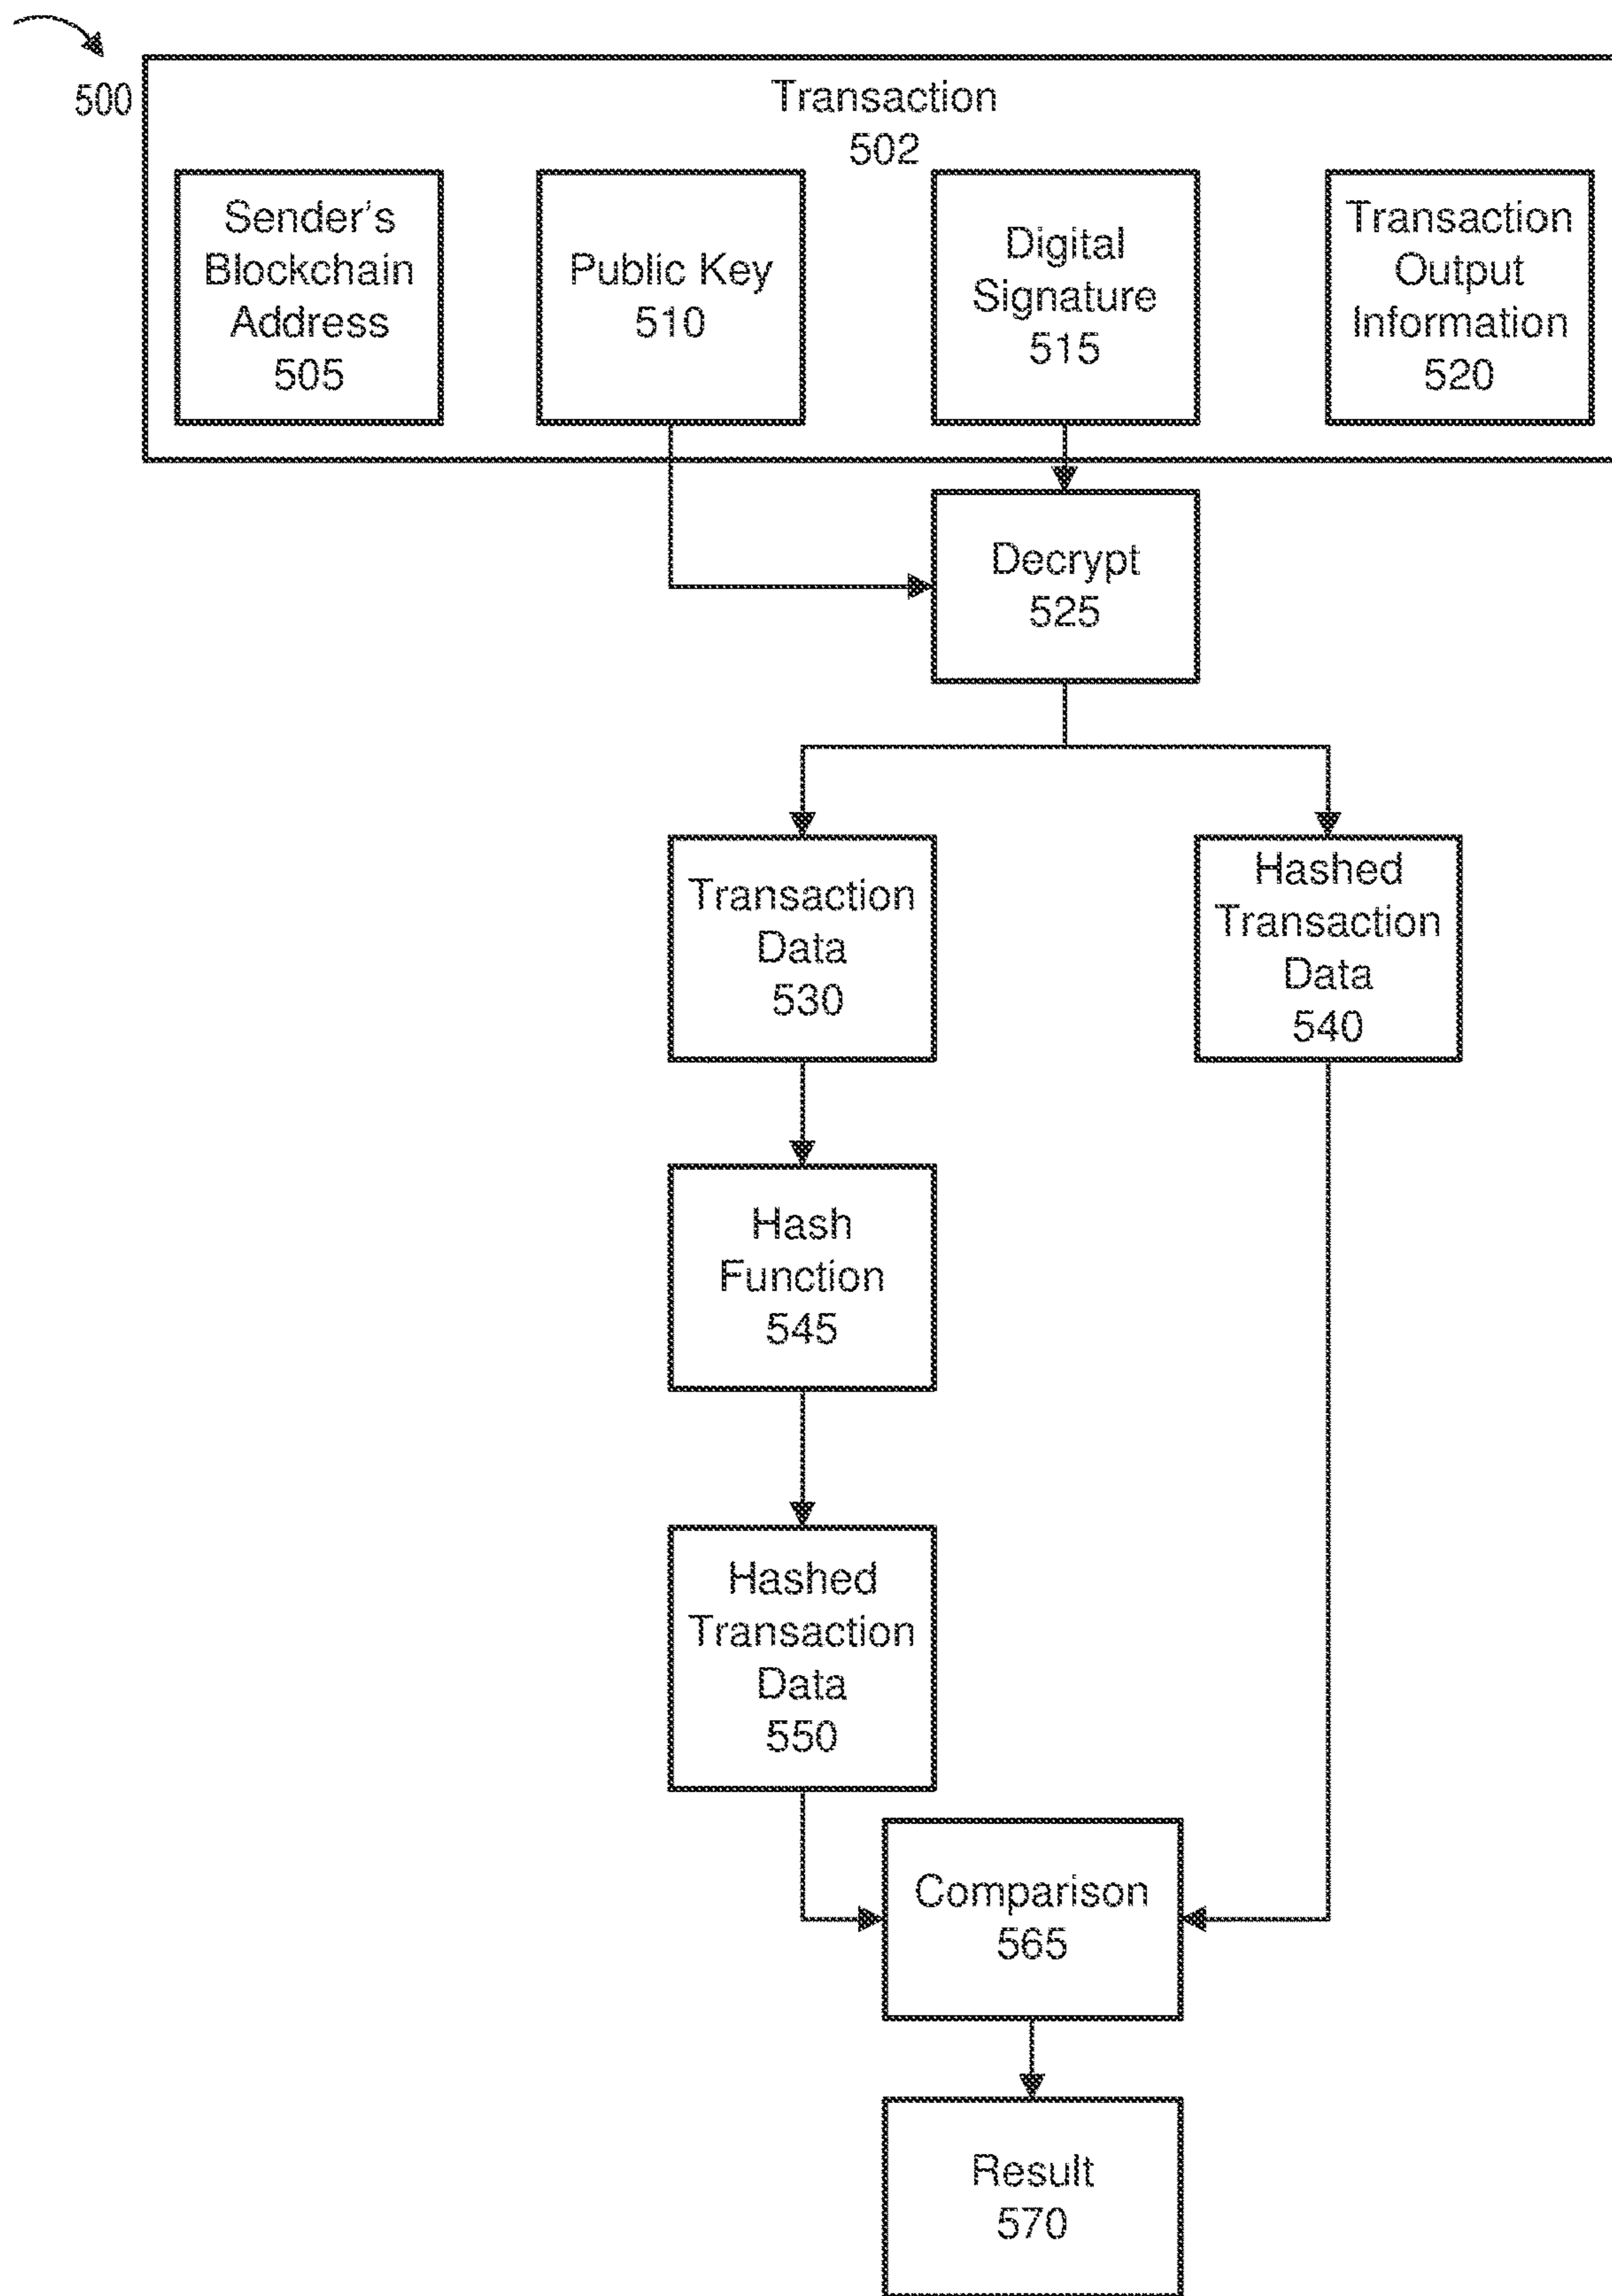 500
Transaction
502
Sender's
Blockchain
Address
505
Public Key
510
Digital
Signature
515
Transaction
Output
Information
520
Decrypt
525
Transaction
Data
530
Hashed
Transaction
Data
540
Hash
Function
545
Hashed
Transaction
Data
550
Comparison
565
Result
570